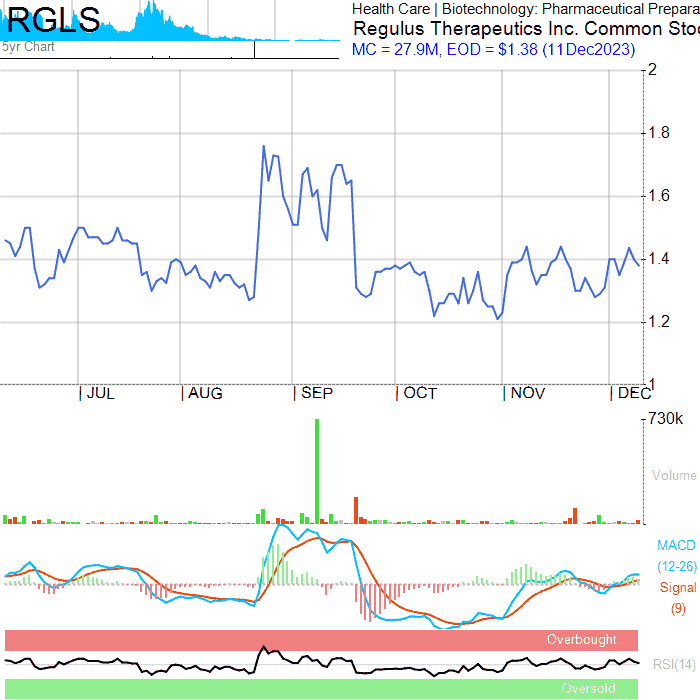 RGLS
5yr Chart
Health Care | Biotechnology: Pharmaceutical Prepara
Regulus Therapeutics Inc. Common Stoc
MC = 27.9M, EOD = $1.38 (11Dec2023)
2
1.8
1.6
1.4
1.2
1
JUL AUG SEP OCT NOV DEC
730k
Volume
MACD
(12-26)
Signal
(9)
Overbought
RSI(14)
Oversold